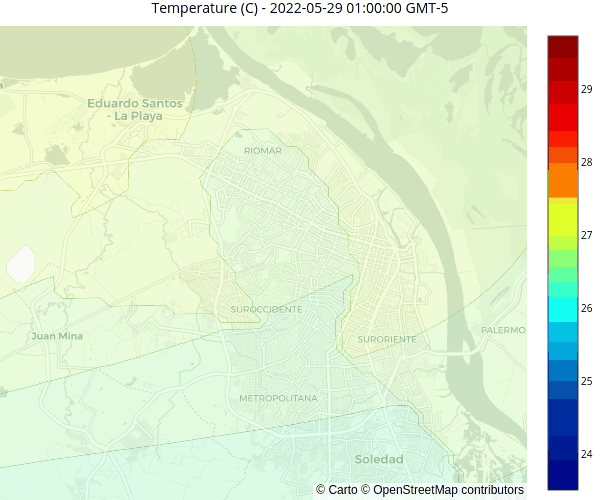 Temperature (C) - 2022-05-29 01:00:00 GMT-5
Eduardo Santos
- La Playa
RIOMAR
SUROCCIDENTE
Juan Mina
PALERMO
SURORIENTE
METROPOLITANA
Soledad
© Carto © OpenStreetMap contributors
29
28
27
26
25
24